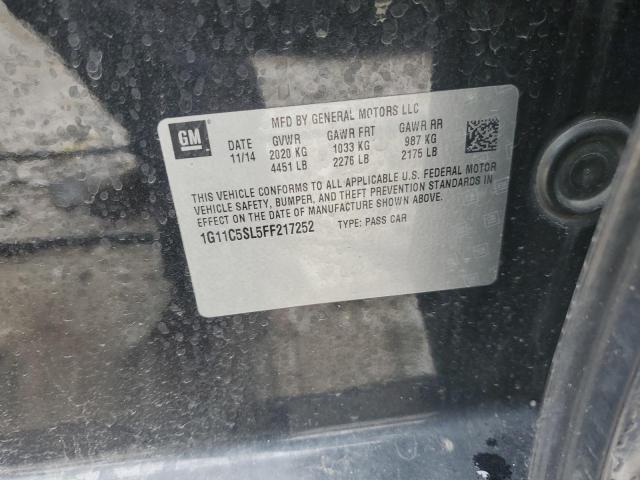 GM
MFD BY GENERAL MOTORS LLC
DATE GVWR GAWR FRT GAWR RR
11/14 2020 KG 1033 KG 987 KG
4451 LB 2276 LB 2175 LB
THIS VEHICLE CONFORMS TO ALL APPLICABLE U.S. FEDERAL MOTOR
VEHICLE SAFETY, BUMPER, AND THEFT PREVENTION STANDARDS IN
EFFECT ON THE DATE OF MANUFACTURE SHOWN ABOVE.
1G11C5SL5FF217252 TYPE: PASS CAR